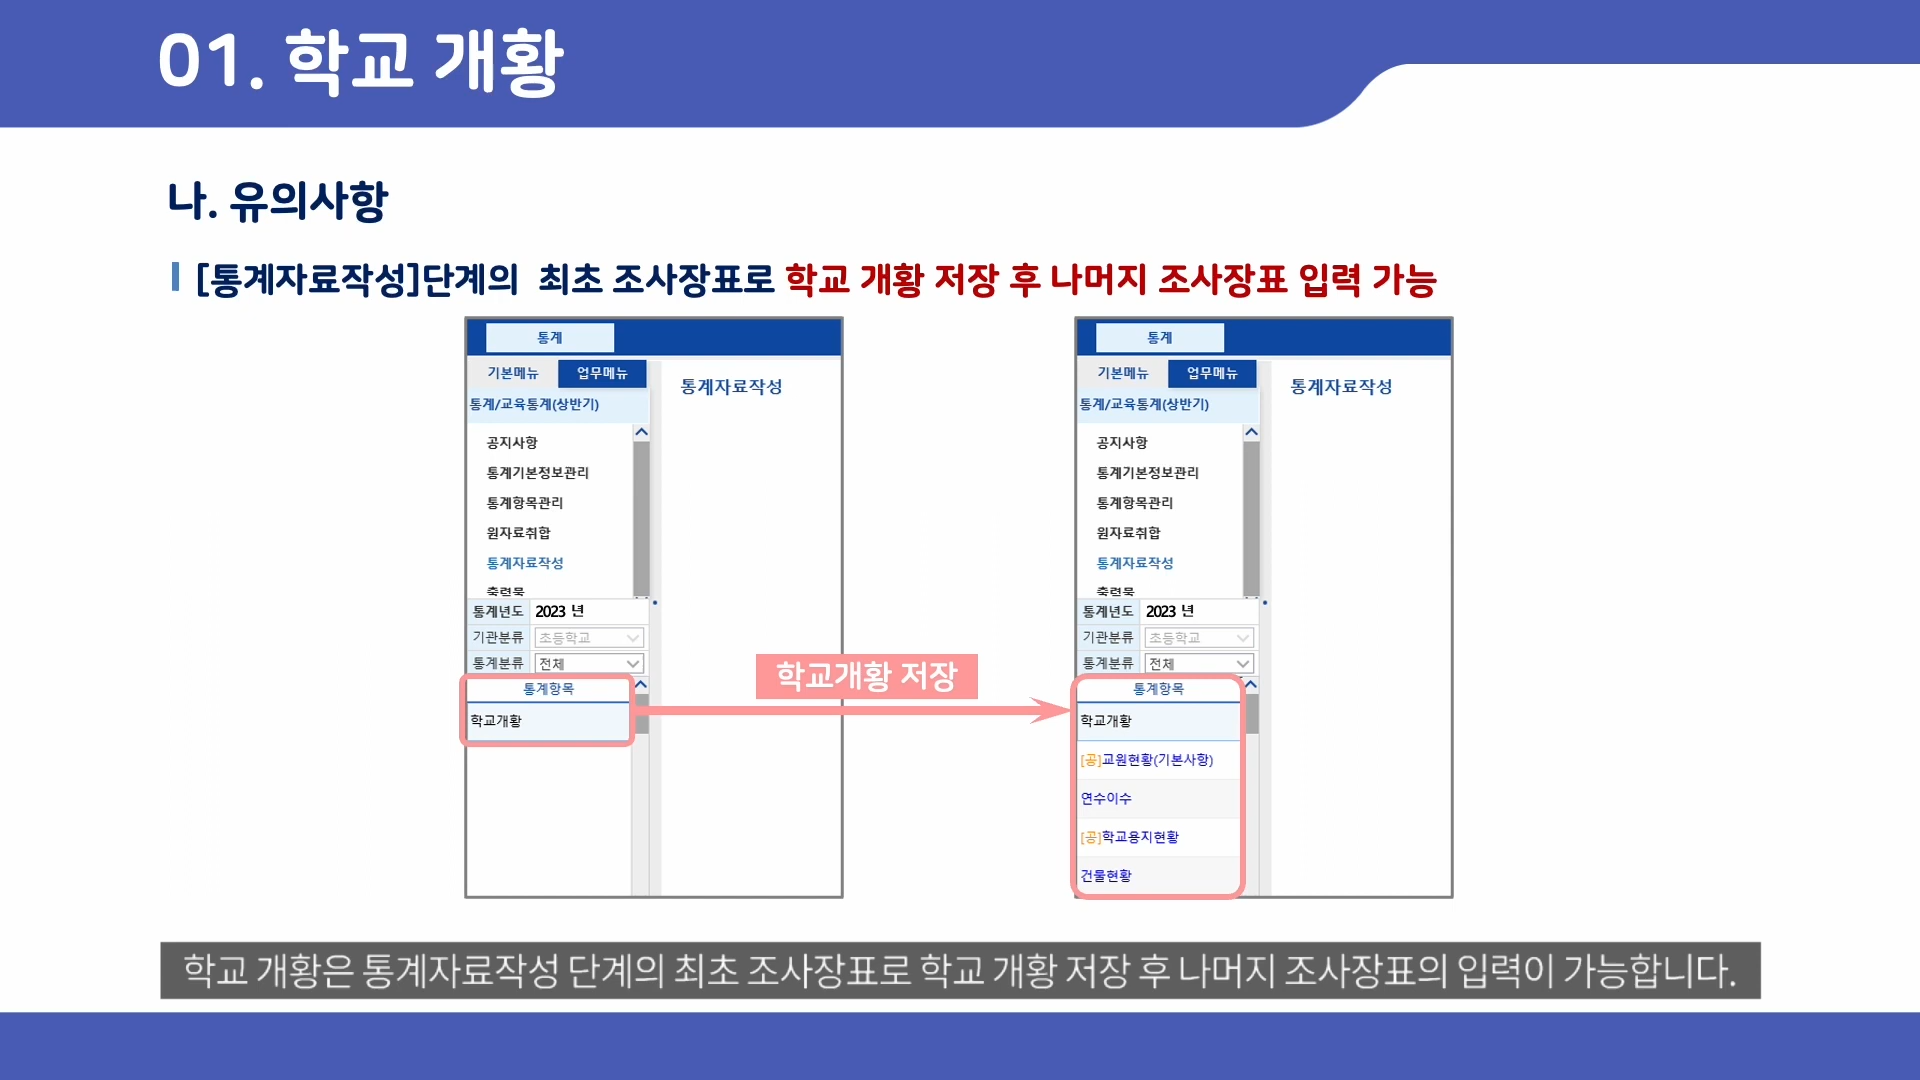 01. 학교 개황
나. 유의사항
[통계자료작성]단계의 최초 조사장표로 학교 개황 저장 후 나머지 조사장표 입력 가능
통계
기본메뉴 업무메뉴
통계/교육통계(상반기)
통계자료작성
공지사항
통계기본정보관리
통계항목관리
원자료취합
통계자료작성
출력물
통계년도 2023 년
기관분류 초등학교
통계분류 전체
통계항목
학교개황
학교개황 저장
통계
기본메뉴 업무메뉴
통계/교육통계(상반기)
통계자료작성
공지사항
통계기본정보관리
통계항목관리
원자료취합
통계자료작성
출력물
통계년도 2023 년
기관분류 초등학교
통계분류 전체
통계항목
학교개황
[공]교원현황(기본사항)
연수이수
[공]학교용지현황
건물현황
학교 개황은 통계자료작성 단계의 최초 조사장표로 학교 개황 저장 후 나머지 조사장표의 입력이 가능합니다.